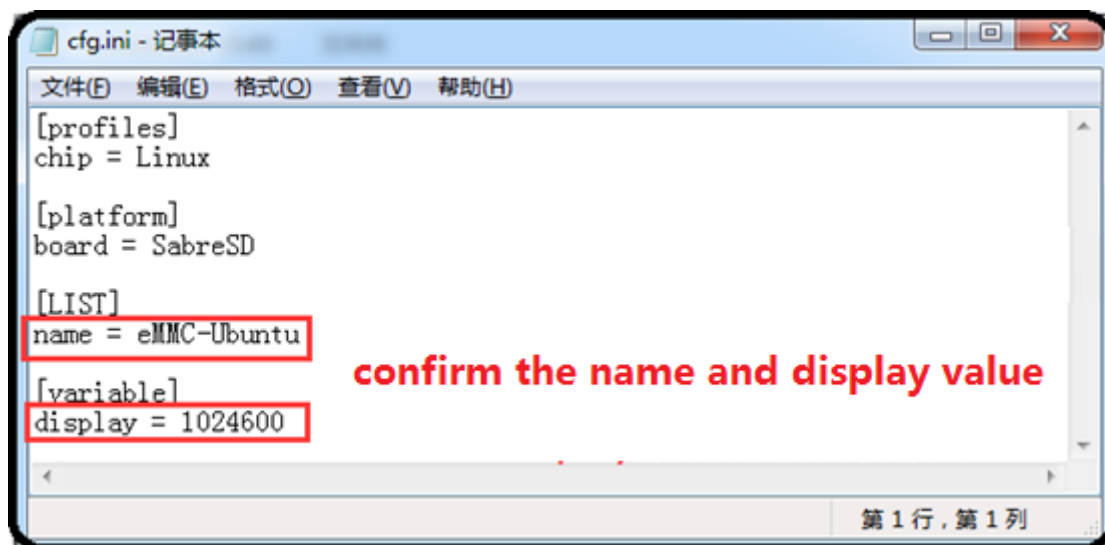 cfg.ini - 记事本
文件(F) 编辑(E) 格式(O) 查看(V) 帮助(H)
[profiles]
chip = Linux
[platform]
board = SabreSD
[LIST]
name = eMMC-Ubuntu
confirm the name and display value
[variable]
display = 1024600
第 1 行 , 第 1 列